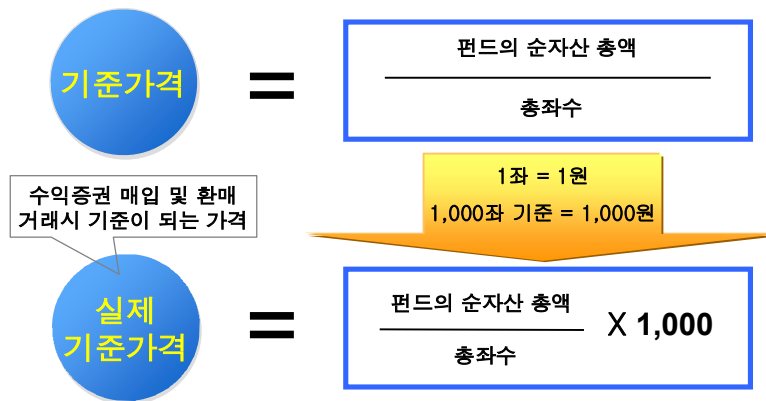 기준가격
=
펀드의 순자산 총액
총좌수
1좌 = 1원
1,000좌 기준 = 1,000원
수익증권 매입 및 환매
거래시 기준이 되는 가격
실제
기준가격
=
펀드의 순자산 총액
총좌수
X 1,000